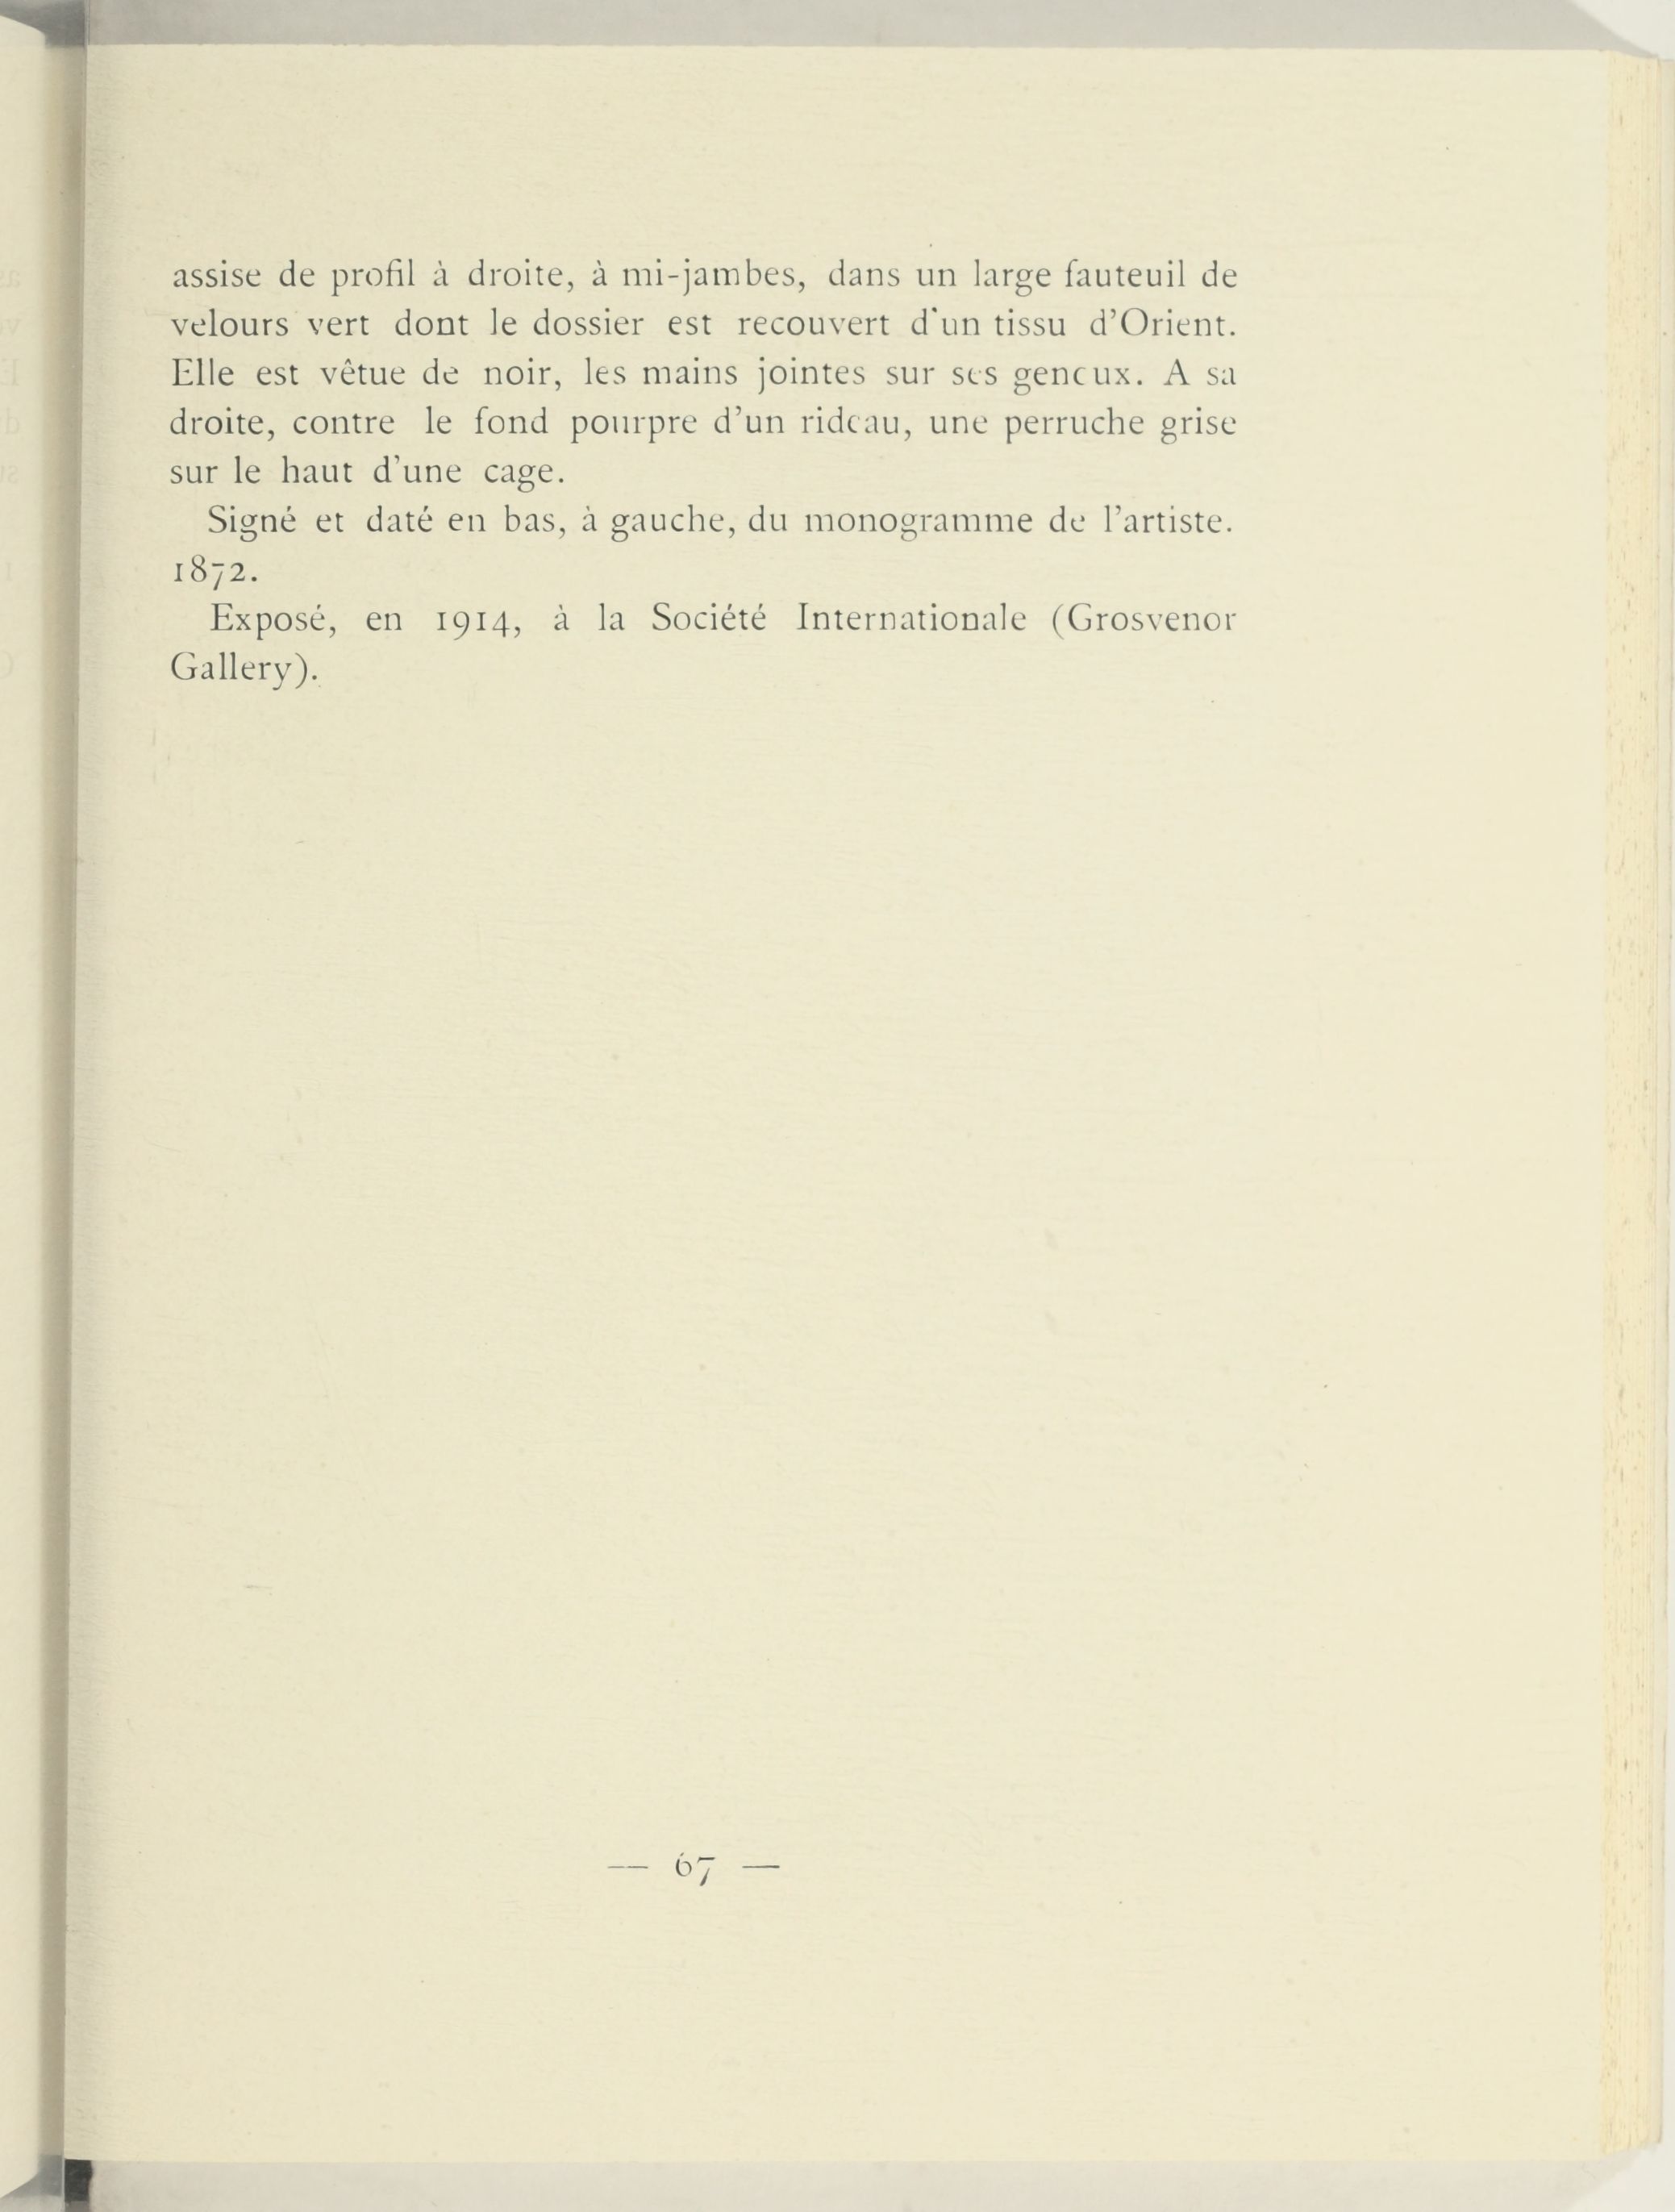 assise de profil à droite, à mi-jambes, dans un large fauteuil de
velours vert dont le dossier est recouvert d'un tissu d'Orient.
Elle est vêtue de noir, les mains jointes sur ses genoux. A sa
droite, contre le fond pourpre d'un rideau, une perruche grise
sur le haut d'une cage.
Signé et daté en bas, à gauche, du monogramme de l'artiste.
1872.
Exposé, en 1914, à la Société Internationale (Grosvenor
Gallery).
— 67 —